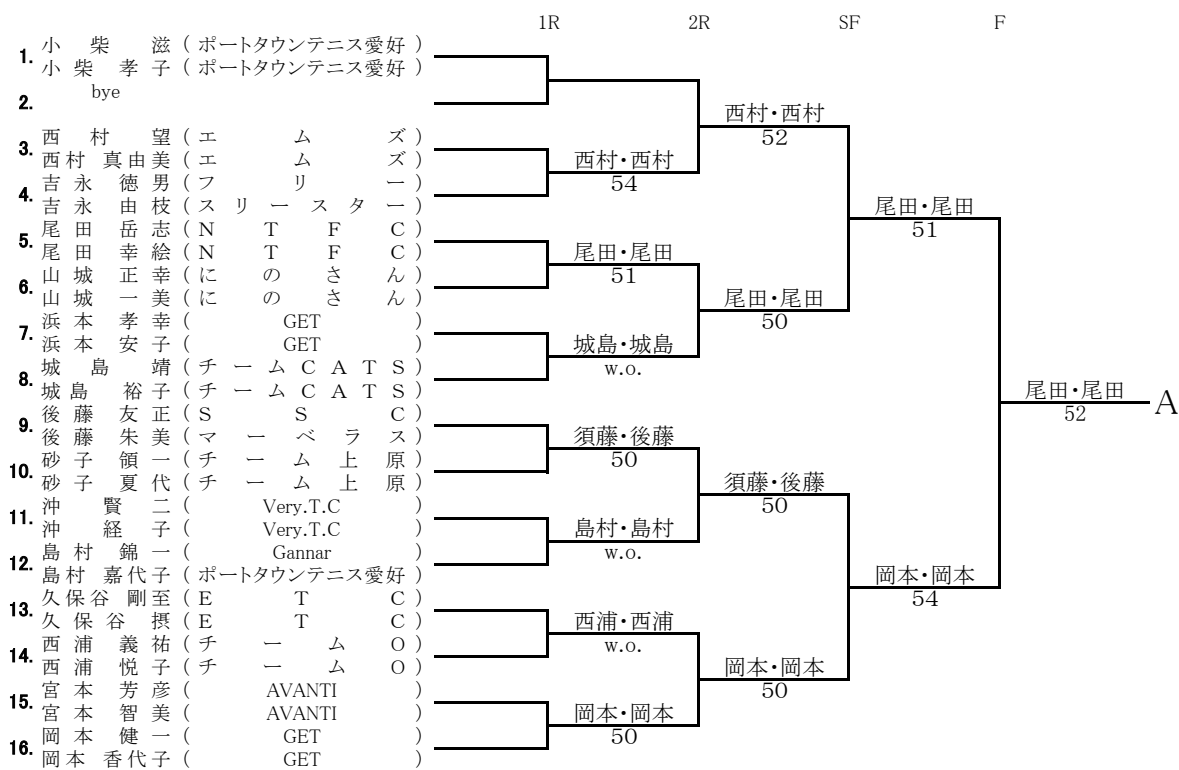 1R 2R SF F
1. 小柴 滋 (ポートタウンテニス愛好)
小柴孝子 (ポートタウンテニス愛好)
2. bye
3. 西村 望 (エムズ)
西村 真由美 (エムズ)
4. 吉永徳男 (フリー)
吉永由枝 (スリースター)
5. 尾田岳志 (NTFC)
尾田幸絵 (NTFC)
6. 山城正幸 (にのさん)
山城一美 (にのさん)
7. 浜本孝幸 (GET)
浜本安子 (GET)
8. 城島 靖 (チームCATS)
城島裕子 (チームCATS)
9. 後藤友正 (SSC)
後藤朱美 (マーベラス)
10. 砂子領一 (チーム上原)
砂子夏代 (チーム上原)
11. 沖 賢二 (Very.T.C)
沖 経子 (Very.T.C)
12. 島村錦一 (Gannar)
島村 嘉代子 (ポートタウンテニス愛好)
13. 久保谷 剛至 (ETC)
久保谷 摂 (ETC)
14. 西浦義祐 (チームO)
西浦悦子 (チームO)
15. 宮本芳彦 (AVANTI)
宮本智美 (AVANTI)
16. 岡本健一 (GET)
岡本 香代子 (GET)
西村・西村
54
尾田・尾田
51
城島・城島
w.o.
須藤・後藤
50
島村・島村
w.o.
西浦・西浦
w.o.
岡本・岡本
50
西村・西村
52
尾田・尾田
50
須藤・後藤
50
岡本・岡本
50
尾田・尾田
51
岡本・岡本
54
尾田・尾田
52
A